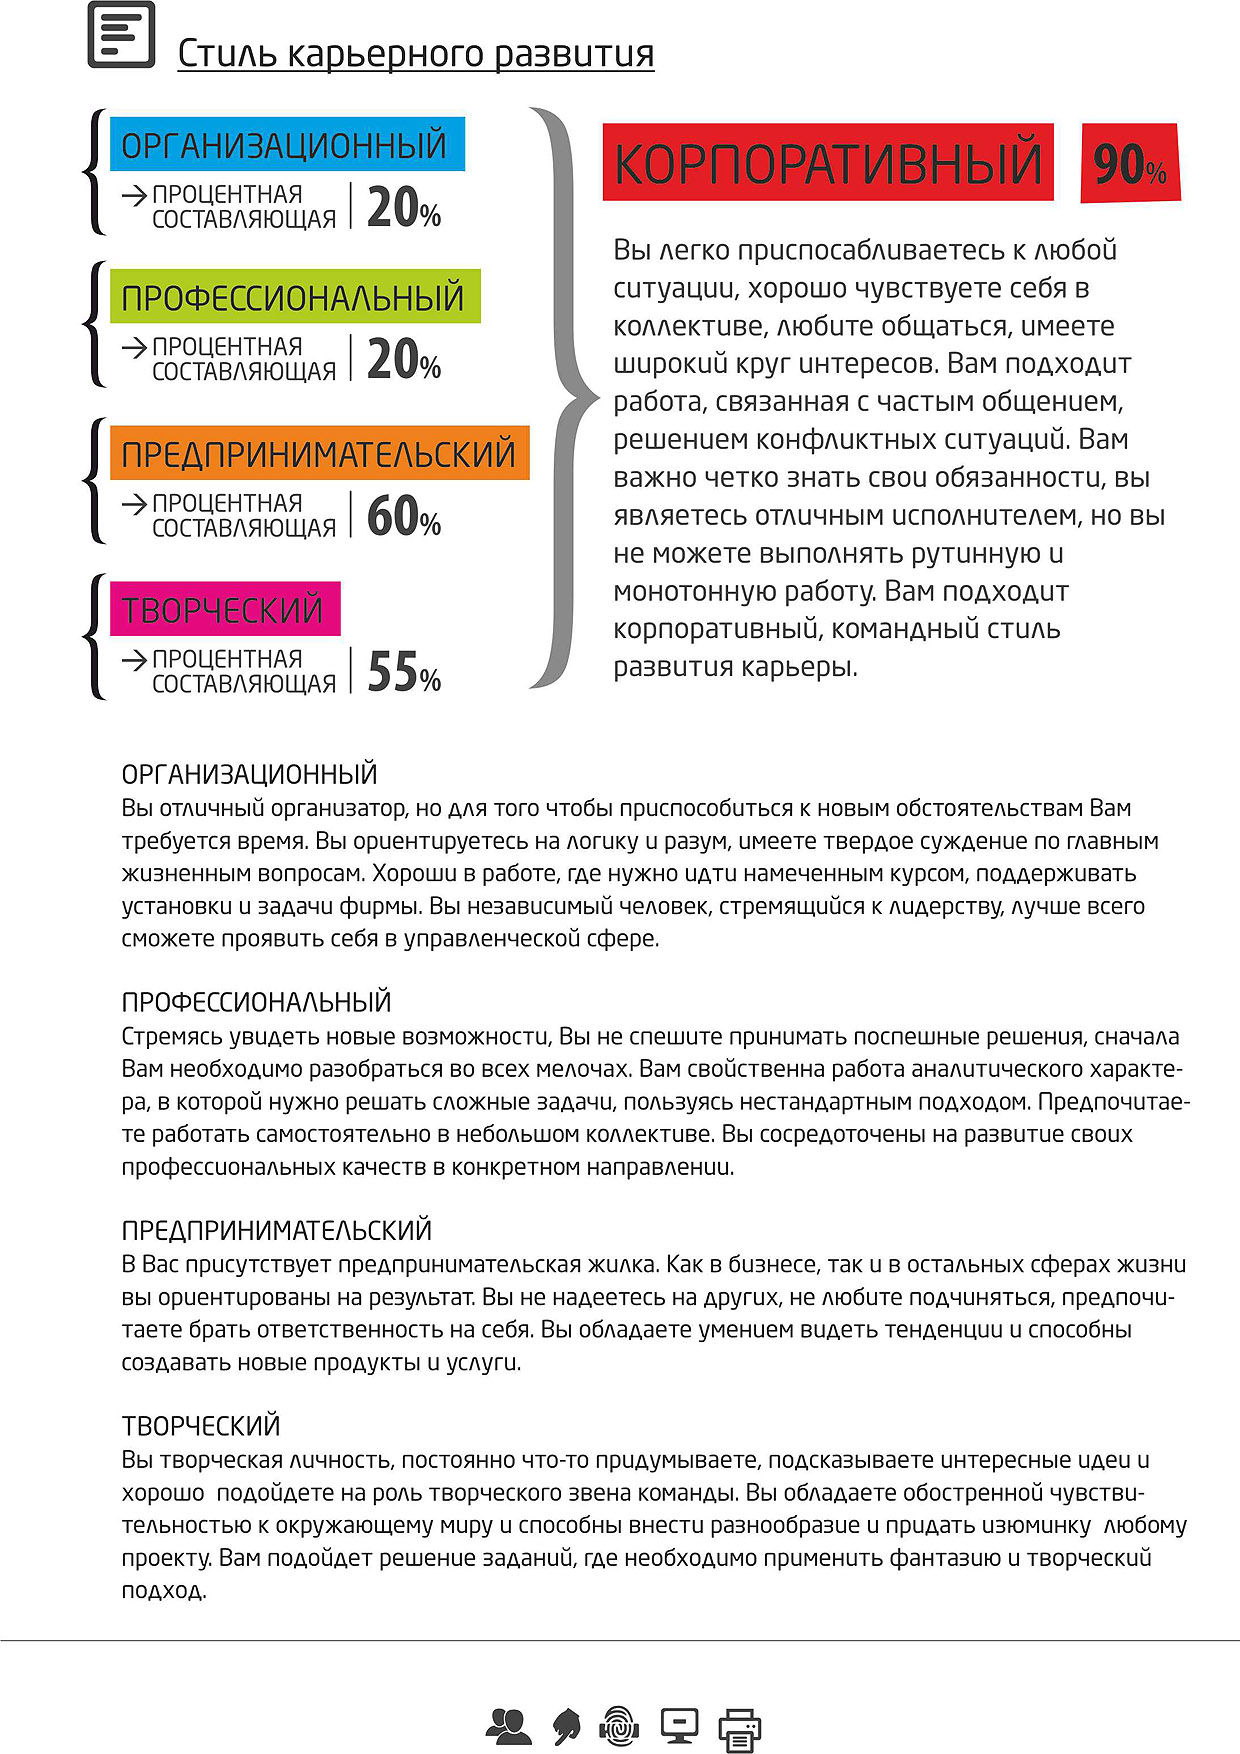 Стиль карьерного развития
ОРГАНИЗАЦИОННЫЙ
→ ПРОЦЕНТНАЯ
СОСТАВЛЯЮЩАЯ 20%
ПРОФЕССИОНАЛЬНЫЙ
→ ПРОЦЕНТНАЯ
СОСТАВЛЯЮЩАЯ 20%
ПРЕДПРИНИМАТЕЛЬСКИЙ
→ ПРОЦЕНТНАЯ
СОСТАВЛЯЮЩАЯ 60%
ТВОРЧЕСКИЙ
→ ПРОЦЕНТНАЯ
СОСТАВЛЯЮЩАЯ 55%
КОРПОРАТИВНЫЙ 90%
Вы легко приспосабливаетесь к любой
ситуации, хорошо чувствуете себя в
коллективе, любите общаться, имеете
широкий круг интересов. Вам подходит
работа, связанная с частым общением,
решением конфликтных ситуаций. Вам
важно четко знать свои обязанности, вы
являетесь отличным исполнителем, но вы
не можете выполнять рутинную и
монотонную работу. Вам подходит
корпоративный, командный стиль
развития карьеры.
ОРГАНИЗАЦИОННЫЙ
Вы отличный организатор, но для того чтобы приспособиться к новым обстоятельствам Вам
требуется время. Вы ориентируетесь на логику и разум, имеете твердое суждение по главным
жизненным вопросам. Хороши в работе, где нужно идти намеченным курсом, поддерживать
установки и задачи фирмы. Вы независимый человек, стремящийся к лидерству, лучше всего
сможете проявить себя в управленческой сфере.
ПРОФЕССИОНАЛЬНЫЙ
Стремясь увидеть новые возможности, Вы не спешите принимать поспешные решения, сначала
Вам необходимо разобраться во всех мелочах. Вам свойственна работа аналитического характе-
ра, в которой нужно решать сложные задачи, пользуясь нестандартным подходом. Предпочитае-
те работать самостоятельно в небольшом коллективе. Вы сосредоточены на развитие своих
профессиональных качеств в конкретном направлении.
ПРЕДПРИНИМАТЕЛЬСКИЙ
В Вас присутствует предпринимательская жилка. Как в бизнесе, так и в остальных сферах жизни
вы ориентированы на результат. Вы не надеетесь на других, не любите подчиняться, предпочи-
таете брать ответственность на себя. Вы обладаете умением видеть тенденции и способны
создавать новые продукты и услуги.
ТВОРЧЕСКИЙ
Вы творческая личность, постоянно что-то придумываете, подсказываете интересные идеи и
хорошо  подойдете на роль творческого звена команды. Вы обладаете обостренной чувстви-
тельностью к окружающему миру и способны внести разнообразие и придать изюминку  любому
проекту. Вам подойдет решение заданий, где необходимо применить фантазию и творческий
подход.